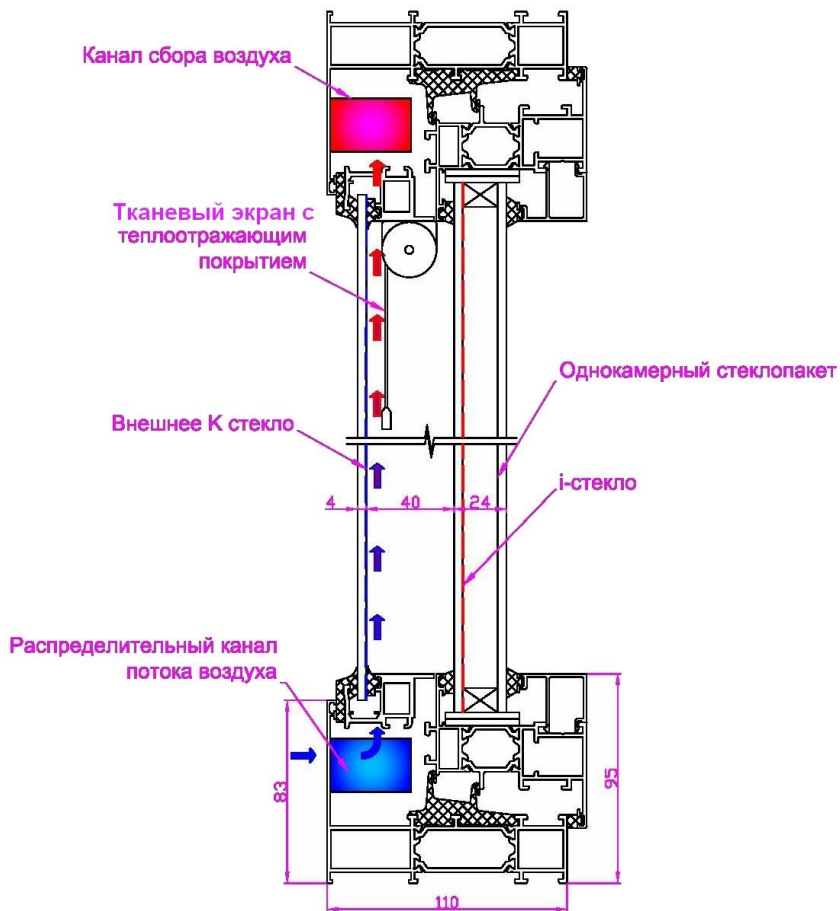 Канал сбора воздуха
Тканевый экран с
теплоотражающим
покрытием
Однокамерный стеклопакет
Внешнее К стекло
i-стекло
4
40
24
Распределительный канал
потока воздуха
83
95
110